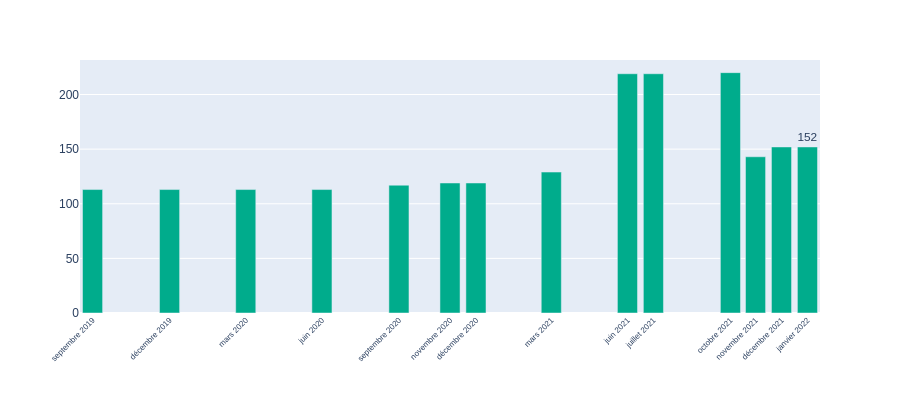 200
150
100
50
0
152
septembre 2019
décembre 2019
mars 2020
juin 2020
septembre 2020
novembre 2020
décembre 2020
mars 2021
juin 2021
juillet 2021
octobre 2021
novembre 2021
décembre 2021
janvier 2022